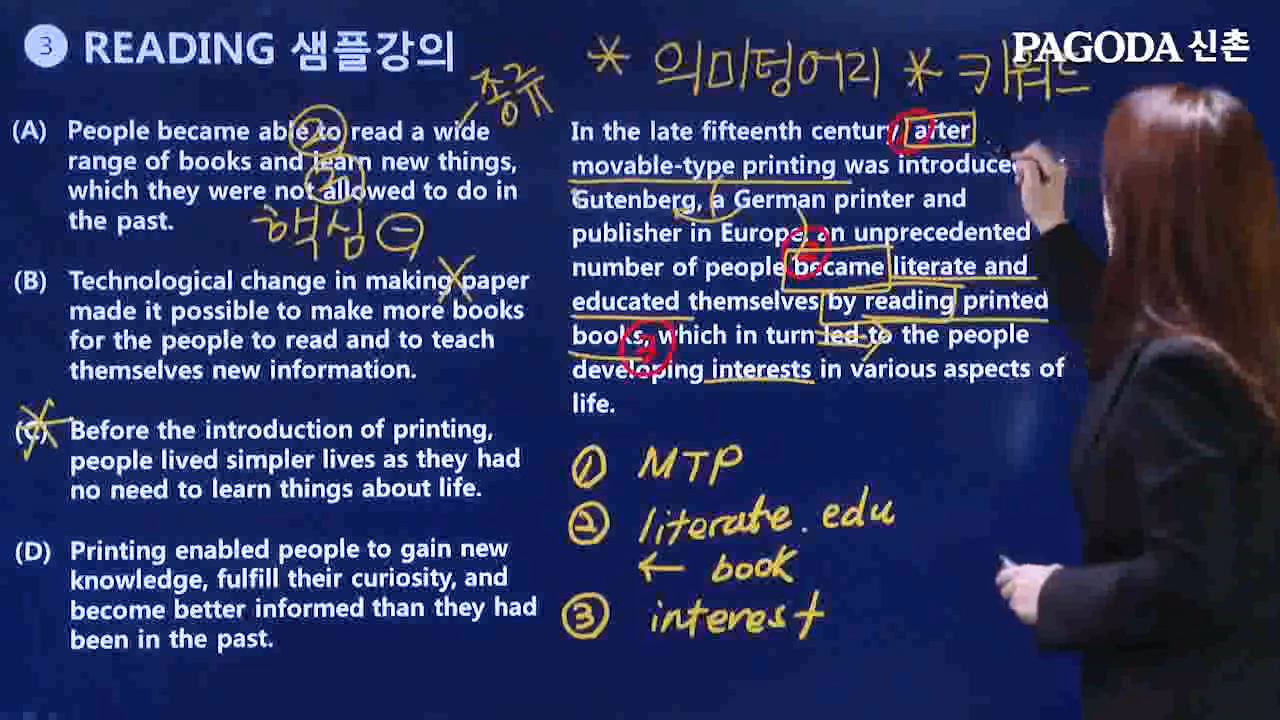 3 READING 샘플강의
* 의미덩어리 * 키워드
PAGODA 신촌
종류
(A) People became able to read a wide
range of books and learn new things,
which they were not allowed to do in
the past.
핵심 ㊀
(B) Technological change in making paper
made it possible to make more books
for the people to read and to teach
themselves new information.
(C) Before the introduction of printing,
people lived simpler lives as they had
no need to learn things about life.
(D) Printing enabled people to gain new
knowledge, fulfill their curiosity, and
become better informed than they had
been in the past.
In the late fifteenth century after
movable-type printing was introduced
Gutenberg, a German printer and
publisher in Europe, an unprecedented
number of people became literate and
educated themselves by reading printed
books, which in turn led to the people
developing interests in various aspects of
life.
① MTP
② literate. edu
← book
③ interest